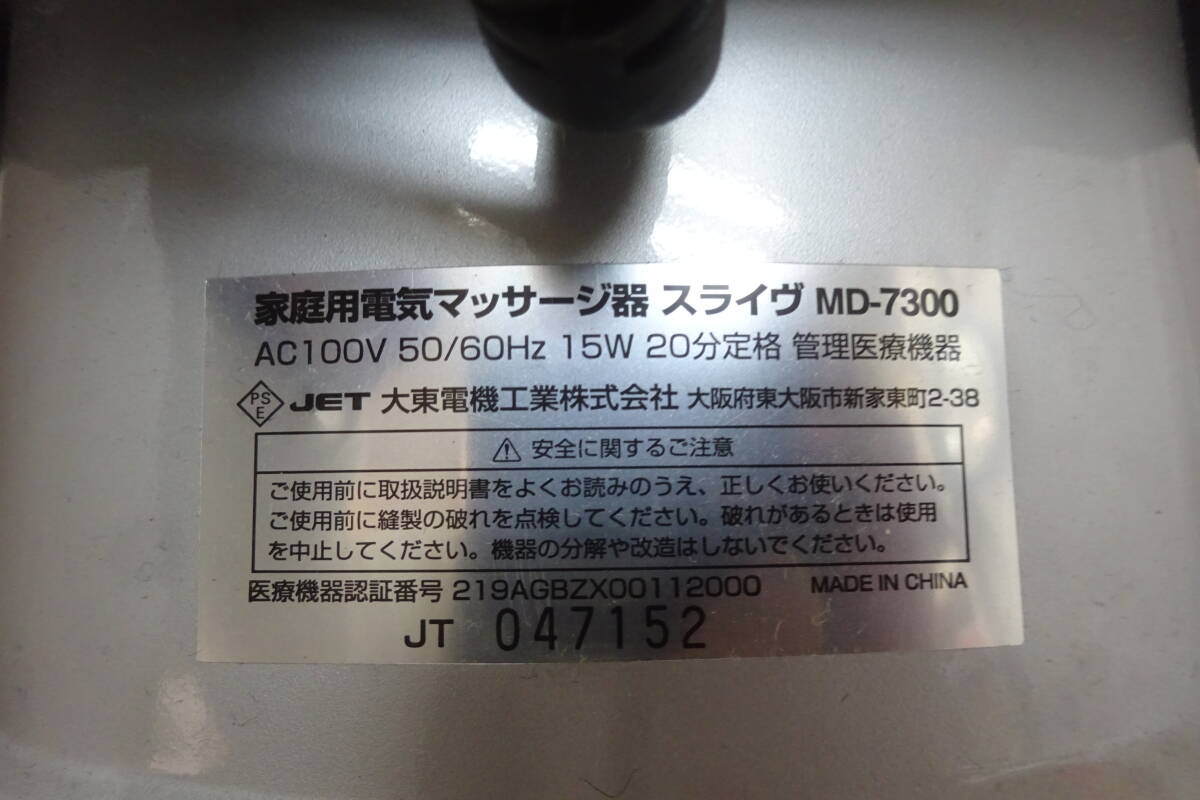 家庭用電気マッサージ器 スライヴ MD-7300
AC100V 50/60Hz 15W 20分定格 管理医療機器
PSE JET 大東電機工業株式会社 大阪府東大阪市新家東町2-38
⚠ 安全に関するご注意
ご使用前に取扱説明書をよくお読みのうえ、正しくお使いください。
ご使用前に縫製の破れを点検してください。破れがあるときは使用
を中止してください。機器の分解や改造はしないでください。
医療機器認証番号 219AGBZX00112000 MADE IN CHINA
JT 047152